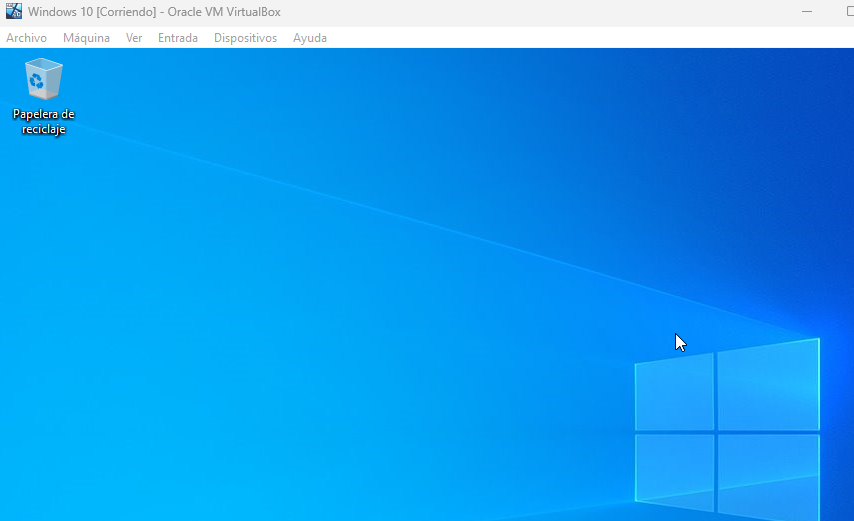 Windows 10 [Corriendo] - Oracle VM VirtualBox
Archivo Máquina Ver Entrada Dispositivos Ayuda
Papelera de
reciclaje